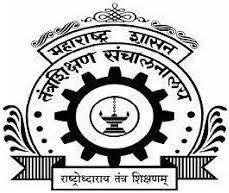 महाराष्ट्र शासन
तंत्रशिक्षण संचालनालय
राष्ट्रोध्दाराय तंत्र शिक्षणम्